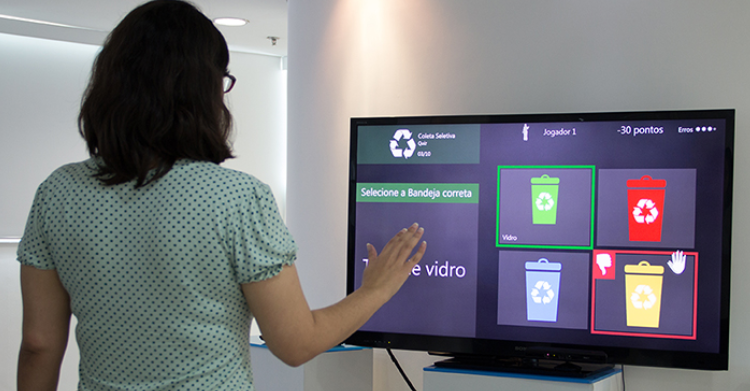 Coleta Seletiva
Quiz
03/10
Jogador 1
-30 pontos
Erros
Selecione a Bandeja correta
vidro
Vidro